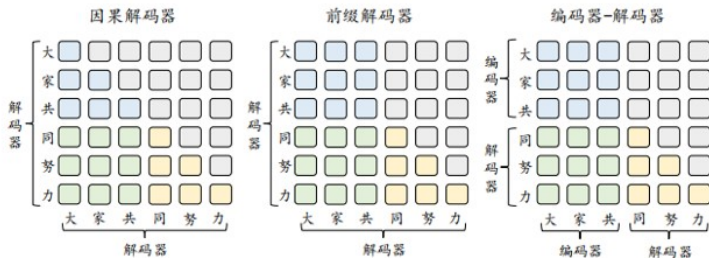 因果解码器
解码器
大
家
共
同
努
力
大 家 共 同 努 力
解码器
前缀解码器
解码器
大
家
共
同
努
力
大 家 共 同 努 力
解码器
编码器-解码器
编码器
解码器
大
家
共
同
努
力
大 家 共 同 努 力
编码器 解码器